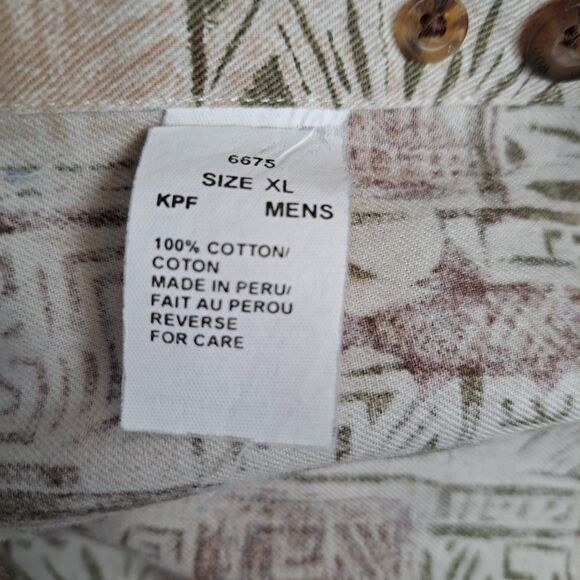 6675
SIZE XL
KPF MENS
100% COTTON/
COTON
MADE IN PERU/
FAIT AU PEROU
REVERSE
FOR CARE